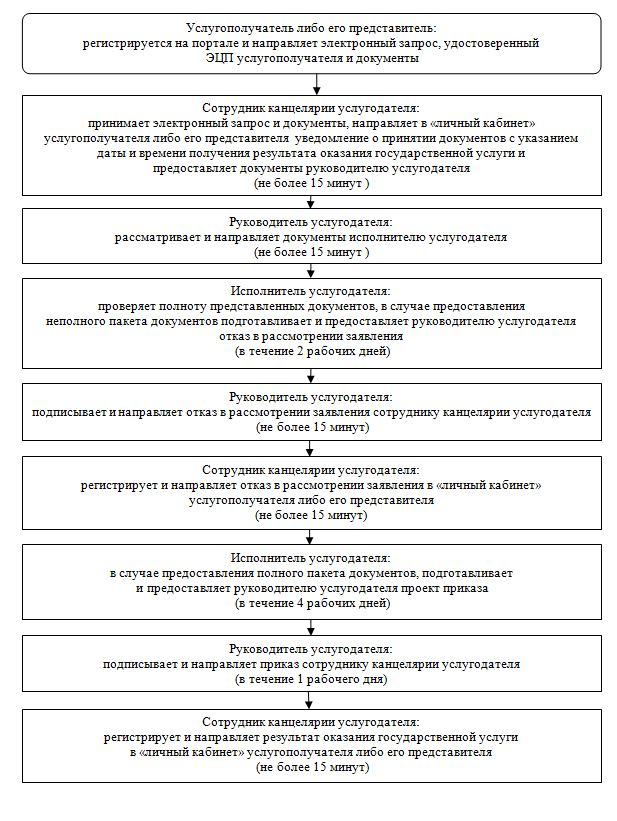 Услугополучатель либо его представитель:
регистрируется на портале и направляет электронный запрос, удостоверенный
ЭЦП услугополучателя и документы
Сотрудник канцелярии услугодателя:
принимает электронный запрос и документы, направляет в «личный кабинет»
услугополучателя либо его представителя уведомление о принятии документов с указанием
даты и времени получения результата оказания государственной услуги и
предоставляет документы руководителю услугодателя
(не более 15 минут )
Руководитель услугодателя:
рассматривает и направляет документы исполнителю услугодателя
(не более 15 минут )
Исполнитель услугодателя:
проверяет полноту представленных документов, в случае предоставления
неполного пакета документов подготавливает и предоставляет руководителю услугодателя
отказ в рассмотрении заявления
(в течение 2 рабочих дней)
Руководитель услугодателя:
подписывает и направляет отказ в рассмотрении заявления сотруднику канцелярии услугодателя
(не более 15 минут)
Сотрудник канцелярии услугодателя:
регистрирует и направляет отказ в рассмотрении заявления в «личный кабинет»
услугополучателя либо его представителя
(не более 15 минут)
Исполнитель услугодателя:
в случае предоставления полного пакета документов, подготавливает
и предоставляет руководителю услугодателя проект приказа
(в течение 4 рабочих дней)
Руководитель услугодателя:
подписывает и направляет приказ сотруднику канцелярии услугодателя
(в течение 1 рабочего дня)
Сотрудник канцелярии услугодателя:
регистрирует и направляет результат оказания государственной услуги
в «личный кабинет» услугополучателя либо его представителя
(не более 15 минут)